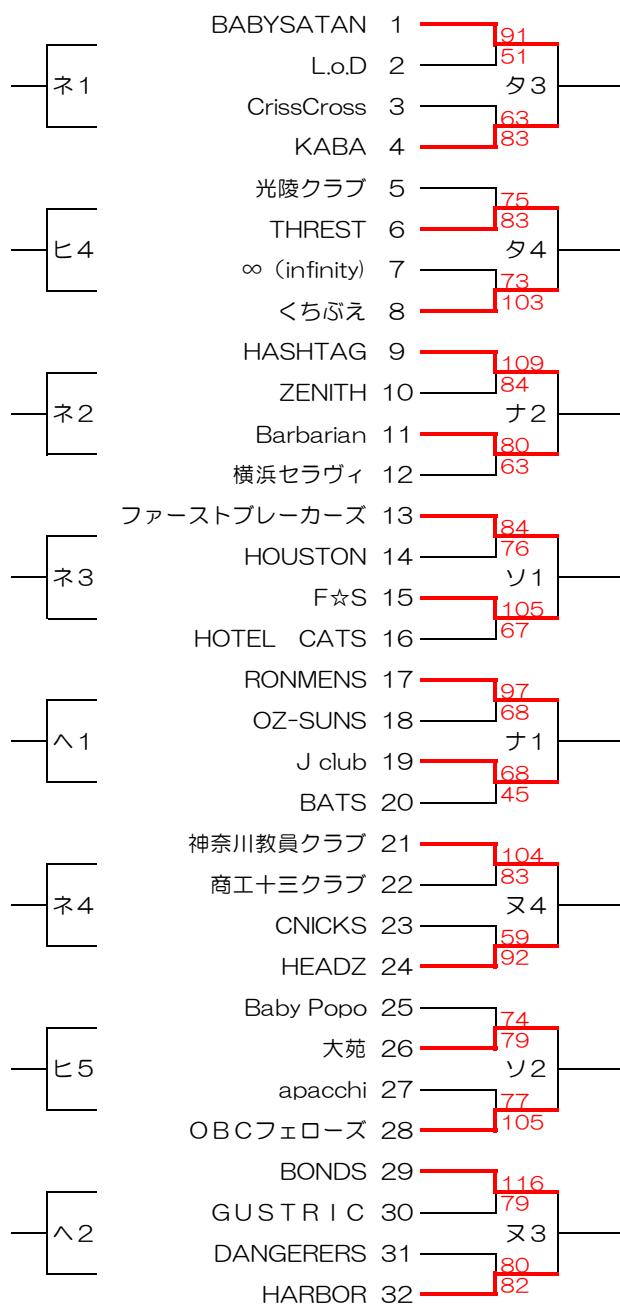 BABYSATAN 1
91
51
L.o.D 2
ネ1
タ3
CrissCross 3
63
83
KABA 4
光陵クラブ 5
75
83
THREST 6
ヒ4
タ4
∞（infinity) 7
73
103
くちぶえ 8
HASHTAG 9
109
84
ZENITH 10
ネ2
ナ2
Barbarian 11
80
63
横浜セラヴィ 12
ファーストブレーカーズ 13
84
76
HOUSTON 14
ネ3
ソ1
F☆S 15
105
67
HOTEL　CATS 16
RONMENS 17
97
68
OZ-SUNS 18
ヘ1
ナ1
J club 19
68
45
BATS 20
神奈川教員クラブ 21
104
83
商工十三クラブ 22
ネ4
ヌ4
CNICKS 23
59
92
HEADZ 24
Baby Popo 25
74
79
大苑 26
ヒ5
ソ2
apacchi 27
77
105
ＯＢＣフェローズ 28
BONDS 29
116
79
ＧＵＳＴＲＩＣ 30
ヘ2
ヌ3
DANGERERS 31
80
82
HARBOR 32